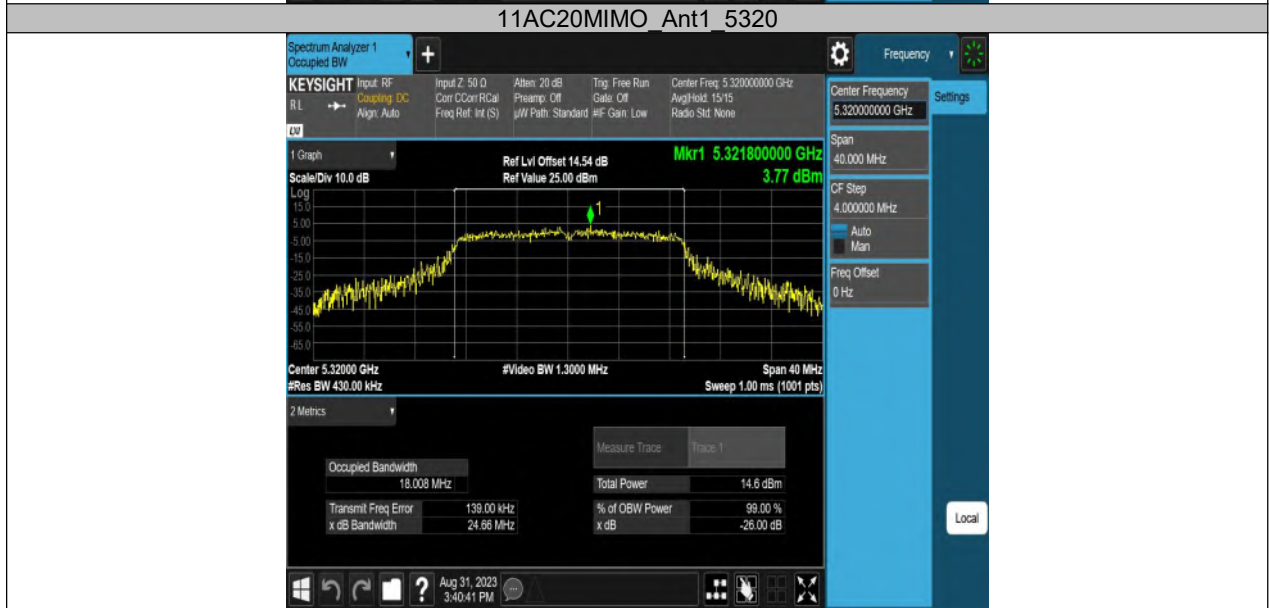 11AC20MIMO_Ant1_5320
Spectrum Analyzer 1
Occupied BW
+
Frequency
KEYSIGHT Input: RF
RL
Coupling: DC
Align: Auto
LXI
Input Z: 50 Ω
Corr CCorr RCal
Freq Ref: Int (S)
Atten: 20 dB
Preamp: Off
µW Path: Standard
Trig: Free Run
Gate: Off
#IF Gain: Low
Center Freq: 5.320000000 GHz
Avg|Hold: 15/15
Radio Std: None
Center Frequency
5.320000000 GHz
Settings
Span
40.000 MHz
CF Step
4.000000 MHz
Auto
Man
Freq Offset
0 Hz
1 Graph
Scale/Div 10.0 dB
Ref Lvl Offset 14.54 dB
Ref Value 25.00 dBm
Mkr1 5.321800000 GHz
3.77 dBm
Log
15.0
5.00
-5.00
-15.0
-25.0
-35.0
-45.0
-55.0
-65.0
1
Center 5.32000 GHz
#Res BW 430.00 kHz
#Video BW 1.3000 MHz
Span 40 MHz
Sweep 1.00 ms (1001 pts)
2 Metrics
Measure Trace Trace 1
Occupied Bandwidth
18.008 MHz
Total Power 14.6 dBm
Transmit Freq Error 139.00 kHz
% of OBW Power 99.00 %
x dB Bandwidth 24.66 MHz
x dB -26.00 dB
Local
?
Aug 31, 2023
3:40:41 PM